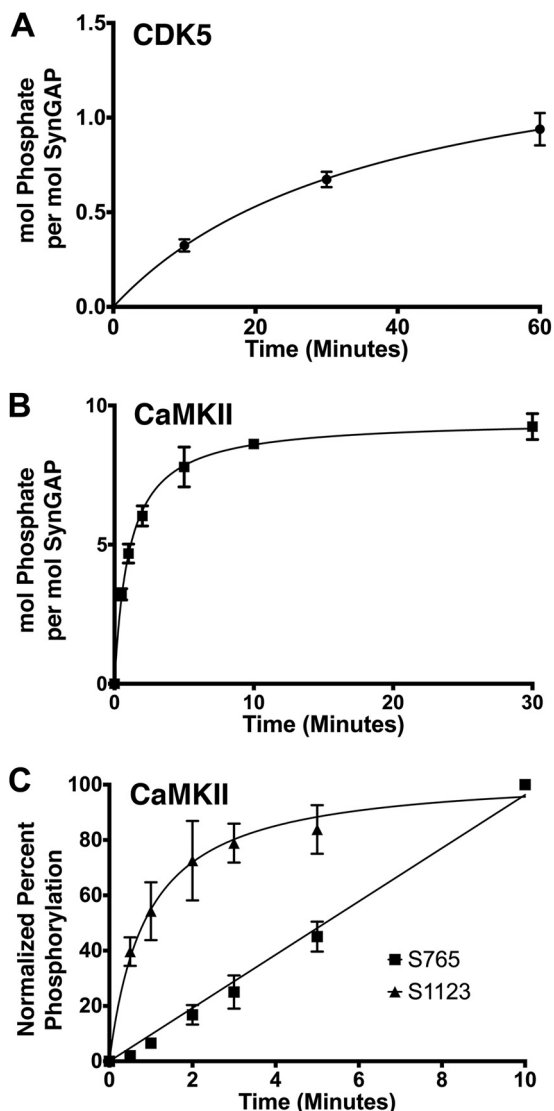 A
CDK5
mol Phosphate
per mol SynGAP
1.5
1.0
0.5
0.0
0 20 40 60
Time (Minutes)
B
CaMKII
mol Phosphate
per mol SynGAP
10
5
0
0 10 20 30
Time (Minutes)
C
CaMKII
Normalized Percent
Phosphorylation
100
80
60
40
20
0
S765
S1123
0 2 4 6 8 10
Time (Minutes)